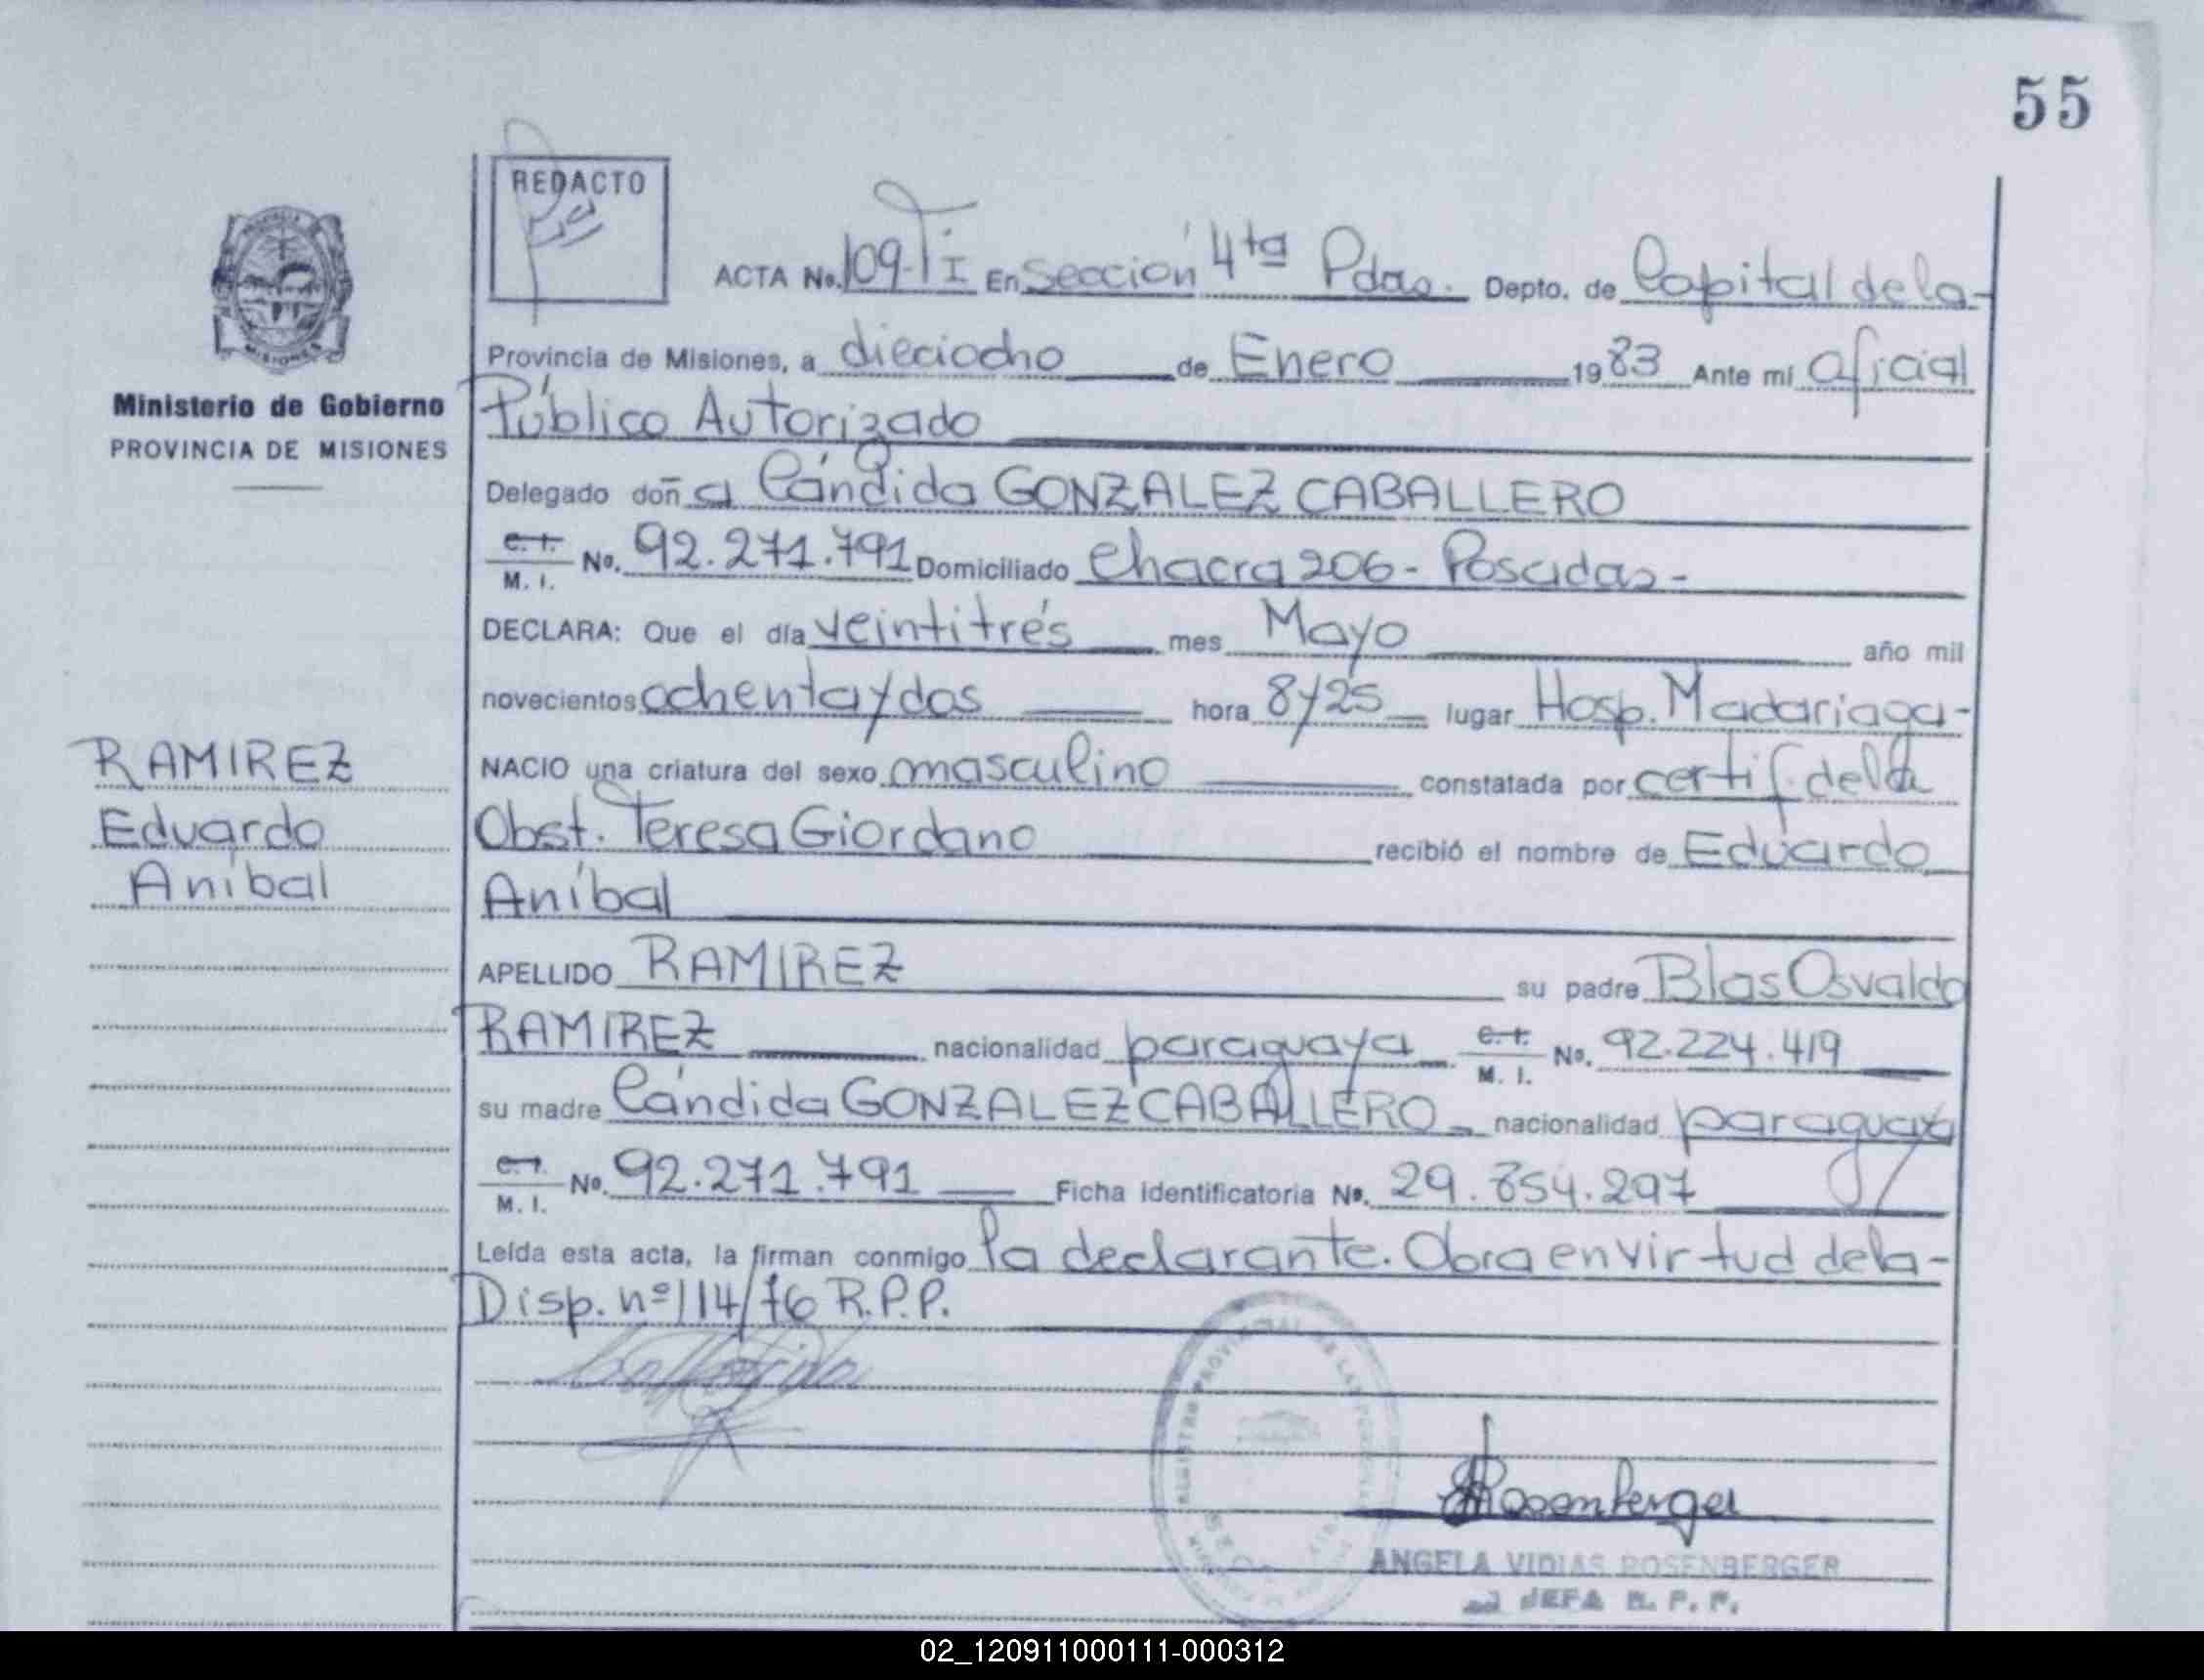 55
REDACTO
ACTA No. 109-TI En Sección 4ta Pdas. Depto. de Capital de la-
Provincia de Misiones, a dieciocho de Enero 1983 Ante mí Oficial
Público Autorizado
Delegado doña Cándida GONZALEZ CABALLERO
C.I. M. I. No. 92.271.791 Domiciliado Chacra 206- Posadas-
DECLARA: Que el día veintitrés mes Mayo año mil
novecientos ochenta y dos hora 8y25 lugar Hosp. Madariaga-
NACIO una criatura del sexo masculino constatada por certif. de la
Obst. Teresa Giordano recibió el nombre de Eduardo
Aníbal
APELLIDO RAMIREZ su padre Blas Osvaldo
RAMIREZ nacionalidad paraguaya C.I. M. I. No. 92.224.419
su madre Cándida GONZALEZ CABALLERO nacionalidad paraguaya
C.I. M. I. No. 92.271.791 Ficha identificatoria No. 29.854.297
Leída esta acta, la firman conmigo la declarante. Obra en virtud de la-
Disp. nº 114/76 R.P.P.
Rosenberger
ANGELA VIDIAS ROSENBERGER
JEFA R. P. P.
MISIONES
Ministerio de Gobierno
PROVINCIA DE MISIONES
RAMIREZ
Eduardo
Aníbal
02_120911000111-000312